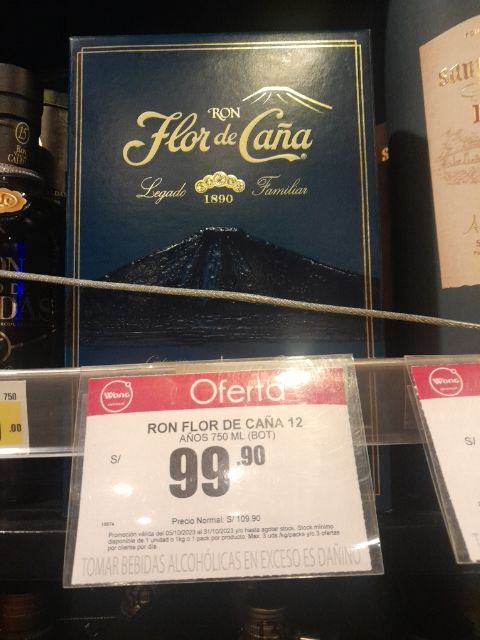 RON
Flor de Caña
Legado Familiar
1890
Wong
Oferta
RON FLOR DE CAÑA 12
AÑOS 750 ML (BOT)
S/ 99.90
Precio Normal: S/ 109.90
Promoción válida del 05/10/2023 al 31/10/2023 y/o hasta agotar stock. Stock mínimo
disponible de 1 unidad o 1kg o 1 pack por producto. Max. 3 uds /kg/packs y/o 3 ofertas
por cliente por día.
TOMAR BEBIDAS ALCOHÓLICAS EN EXCESO ES DAÑINO
750
.00
15
RON
Wong
S/